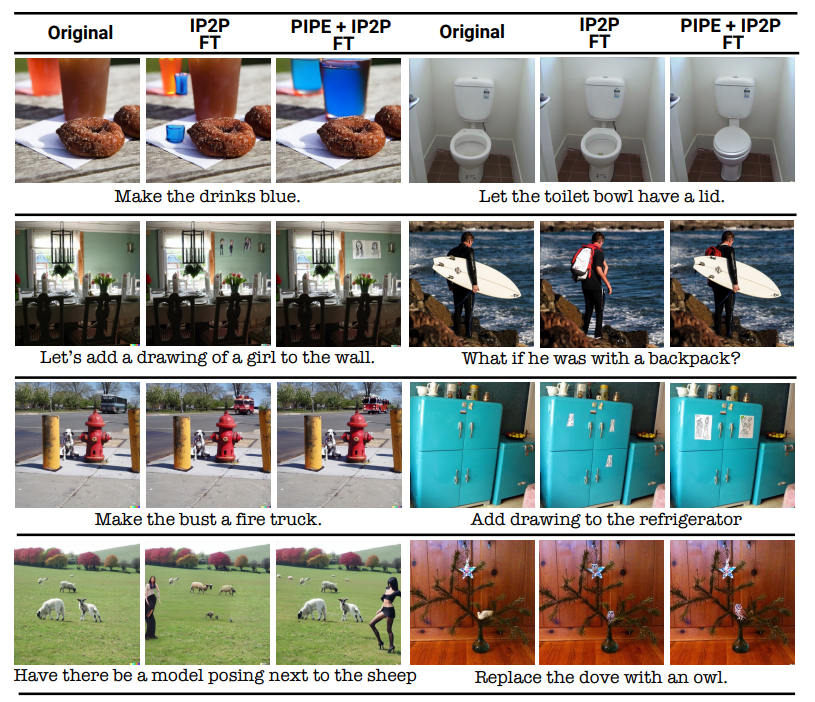 Original IP2P FT PIPE + IP2P FT Original IP2P FT PIPE + IP2P FT
Make the drinks blue. Let the toilet bowl have a lid.
Let's add a drawing of a girl to the wall. What if he was with a backpack?
Make the bust a fire truck. Add drawing to the refrigerator
Have there be a model posing next to the sheep Replace the dove with an owl.